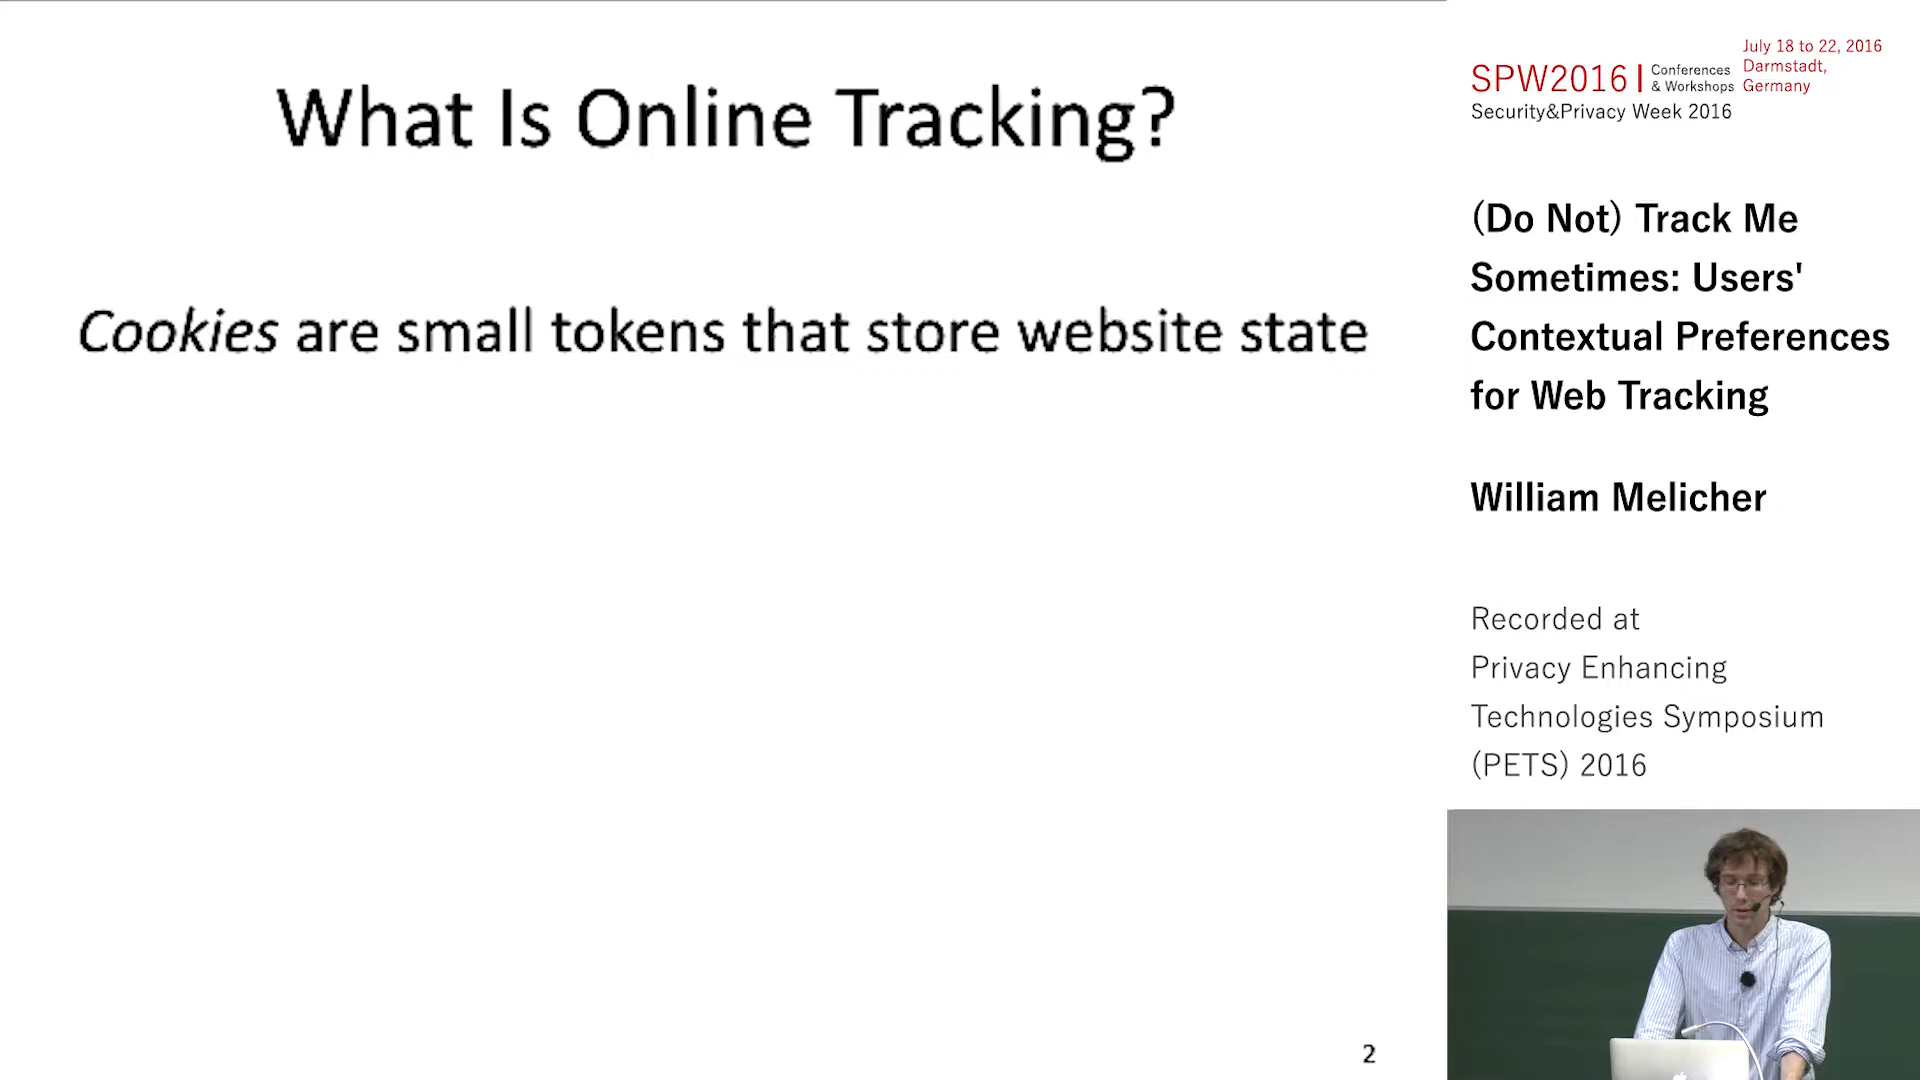 What Is Online Tracking?
Cookies are small tokens that store website state
2
SPW2016 | Conferences & Workshops
July 18 to 22, 2016
Darmstadt,
Germany
Security&Privacy Week 2016
(Do Not) Track Me
Sometimes: Users'
Contextual Preferences
for Web Tracking
William Melicher
Recorded at
Privacy Enhancing
Technologies Symposium
(PETS) 2016